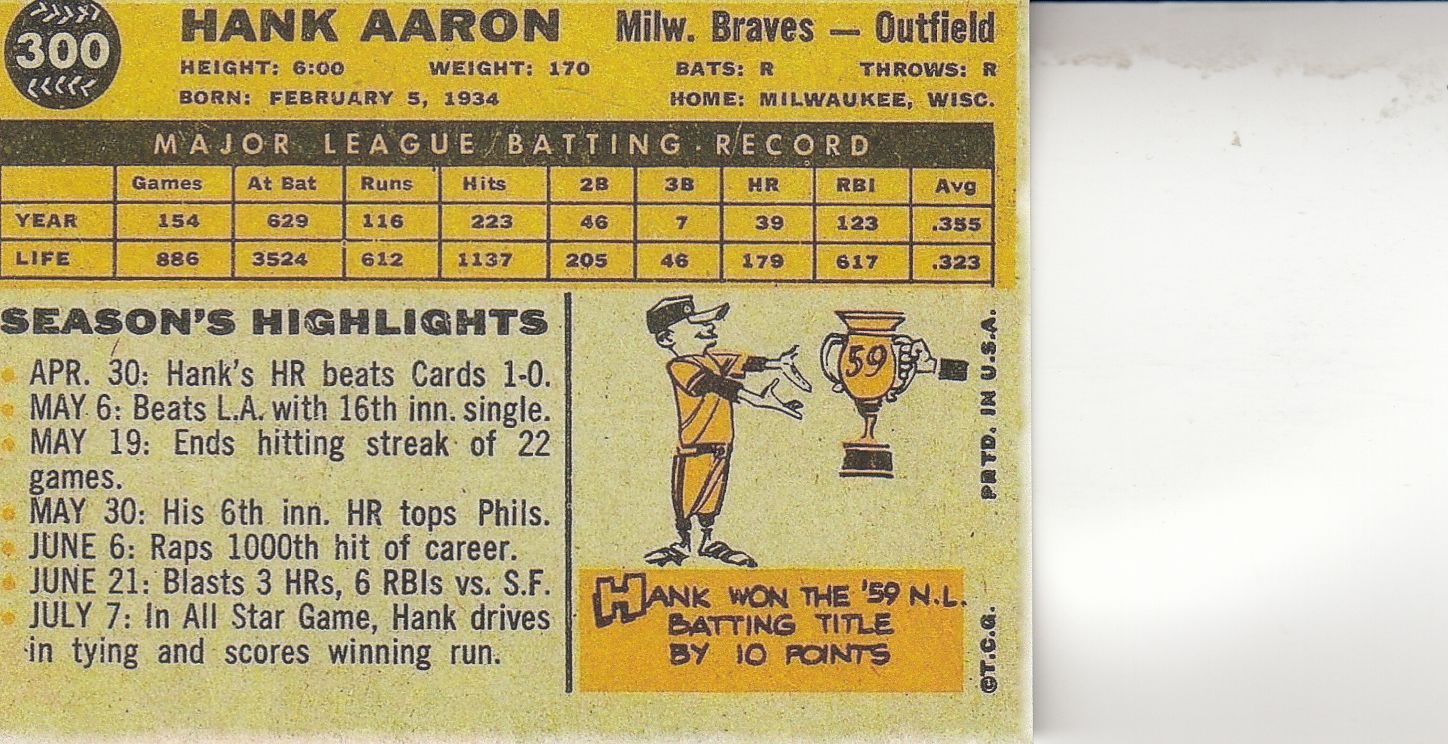 300
HANK AARON Milw. Braves — Outfield
HEIGHT: 6:00 WEIGHT: 170 BATS: R THROWS: R
BORN: FEBRUARY 5, 1934 HOME: MILWAUKEE, WISC.
MAJOR LEAGUE BATTING RECORD
Games At Bat Runs Hits 2B 3B HR RBI Avg
YEAR 154 629 116 223 46 7 39 123 .355
LIFE 886 3524 612 1137 205 46 179 617 .323
SEASON'S HIGHLIGHTS
APR. 30: Hank's HR beats Cards 1-0.
MAY 6: Beats L.A. with 16th inn. single.
MAY 19: Ends hitting streak of 22
games.
MAY 30: His 6th inn. HR tops Phils.
JUNE 6: Raps 1000th hit of career.
JUNE 21: Blasts 3 HRs, 6 RBIs vs. S.F.
JULY 7: In All Star Game, Hank drives
in tying and scores winning run.
59
HANK WON THE '59 N.L.
BATTING TITLE
BY 10 POINTS
©T.C.G. PRTD. IN U.S.A.